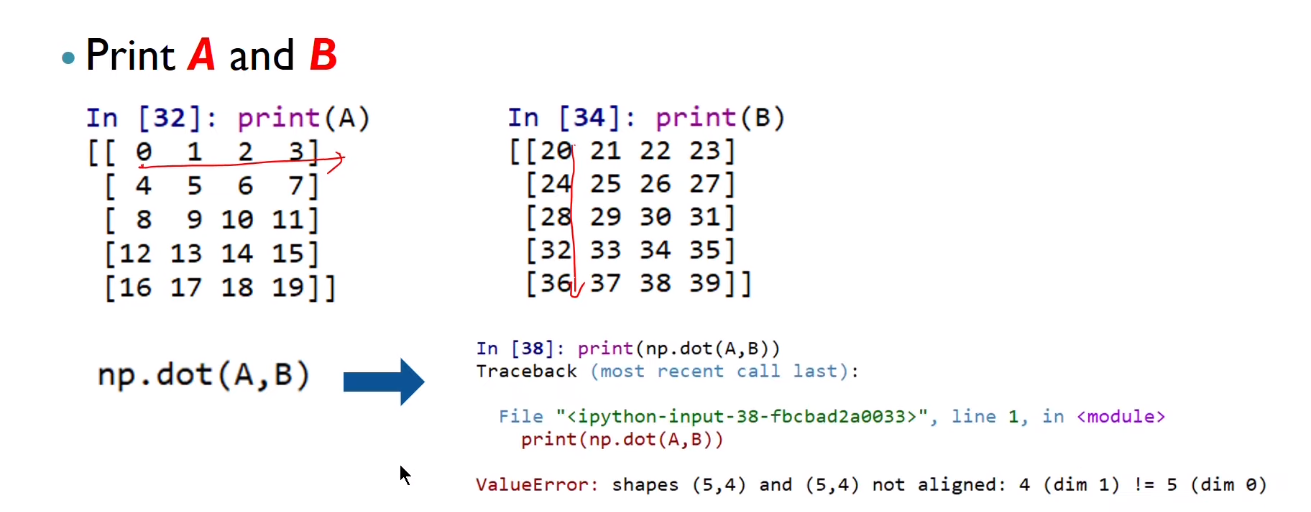 • Print A and B
In [32]: print(A)
[[ 0 1 2 3]
[ 4 5 6 7]
[ 8 9 10 11]
[12 13 14 15]
[16 17 18 19]]
In [34]: print(B)
[[20 21 22 23]
[24 25 26 27]
[28 29 30 31]
[32 33 34 35]
[36 37 38 39]]
np.dot(A,B)
In [38]: print(np.dot(A,B))
Traceback (most recent call last):
File "<ipython-input-38-fbcbad2a0033>", line 1, in <module>
print(np.dot(A,B))
ValueError: shapes (5,4) and (5,4) not aligned: 4 (dim 1) != 5 (dim 0)